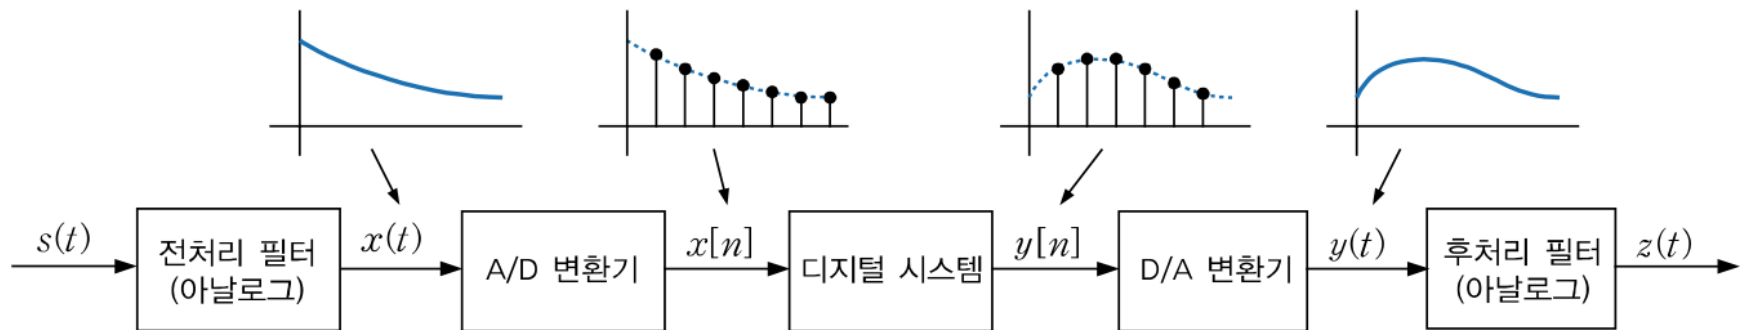 s(t)
전처리 필터
(아날로그)
x(t)
A/D 변환기
x[n]
디지털 시스템
y[n]
D/A 변환기
y(t)
후처리 필터
(아날로그)
z(t)